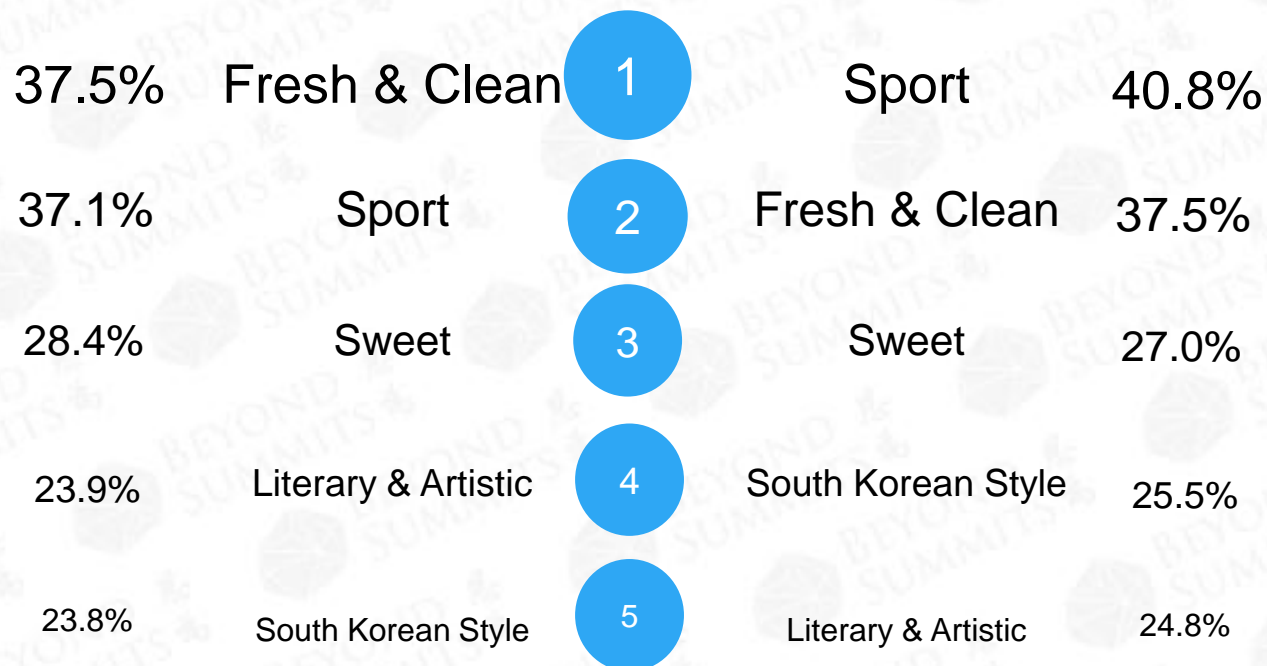 37.5% Fresh & Clean 1 Sport 40.8%
37.1% Sport 2 Fresh & Clean 37.5%
28.4% Sweet 3 Sweet 27.0%
23.9% Literary & Artistic 4 South Korean Style 25.5%
23.8% South Korean Style 5 Literary & Artistic 24.8%
BEYOND
SUMMITS